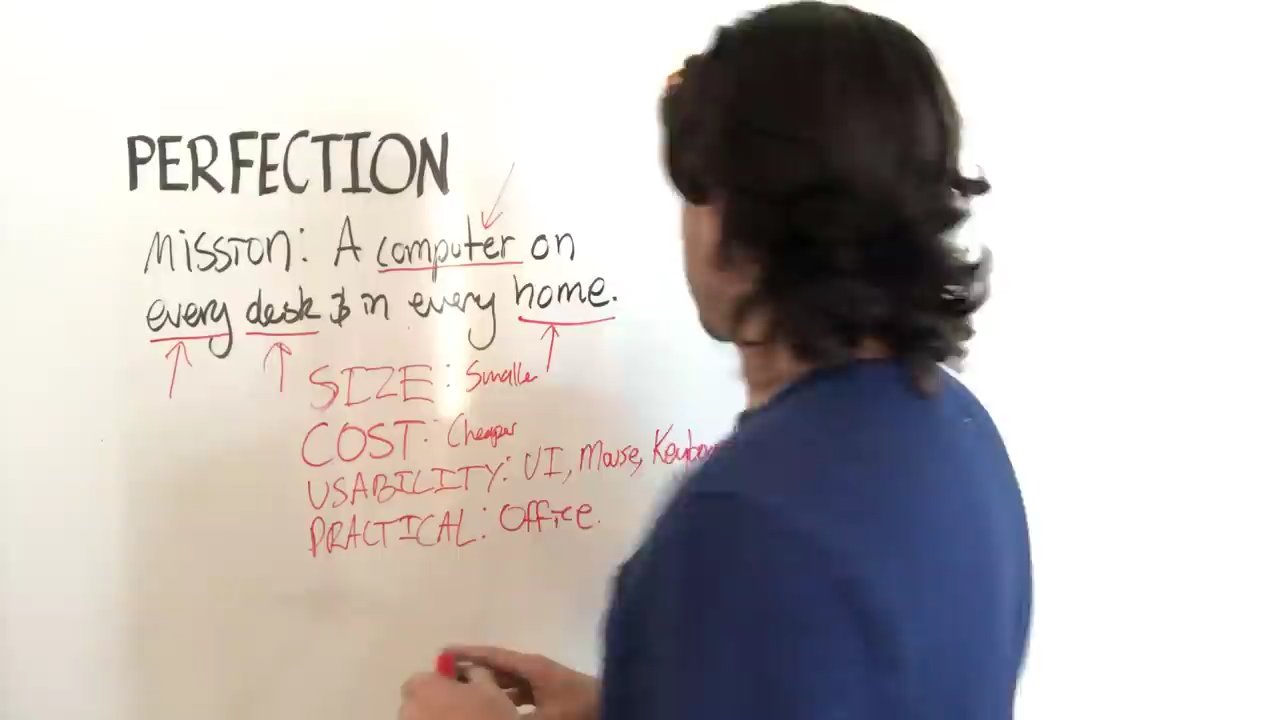 PERFECTION
Mission: A computer on
every desk & in every home.
SIZE: Smaller
COST: Cheaper
USABILITY: UI, Mouse,
PRACTICAL: Office.